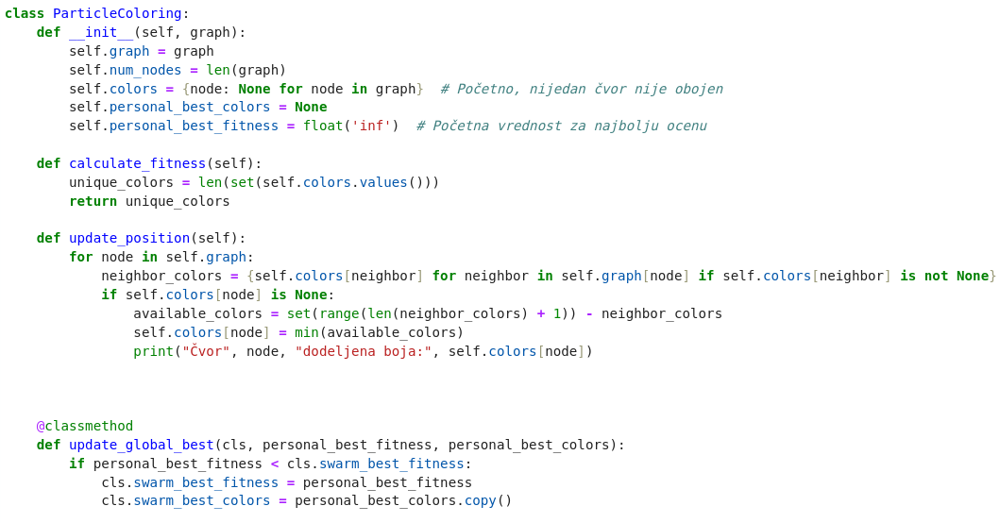 class ParticleColoring:
    def __init__(self, graph):
        self.graph = graph
        self.num_nodes = len(graph)
        self.colors = {node: None for node in graph}  # Početno, nijedan čvor nije obojen
        self.personal_best_colors = None
        self.personal_best_fitness = float('inf')  # Početna vrednost za najbolju ocenu

    def calculate_fitness(self):
        unique_colors = len(set(self.colors.values()))
        return unique_colors

    def update_position(self):
        for node in self.graph:
            neighbor_colors = {self.colors[neighbor] for neighbor in self.graph[node] if self.colors[neighbor] is not None}
            if self.colors[node] is None:
                available_colors = set(range(len(neighbor_colors) + 1)) - neighbor_colors
                self.colors[node] = min(available_colors)
                print("Čvor", node, "dodeljena boja:", self.colors[node])

    @classmethod
    def update_global_best(cls, personal_best_fitness, personal_best_colors):
        if personal_best_fitness < cls.swarm_best_fitness:
            cls.swarm_best_fitness = personal_best_fitness
            cls.swarm_best_colors = personal_best_colors.copy()